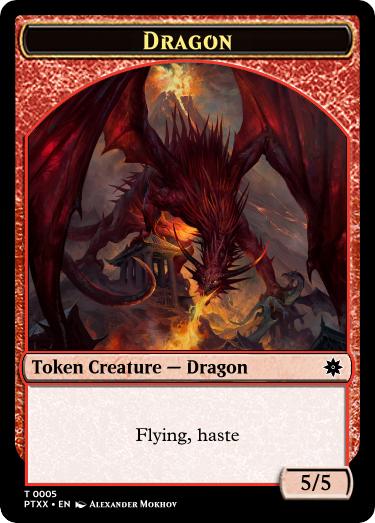 Dragon
Token Creature — Dragon
Flying, haste
5/5
T 0005
PTXX • EN Alexander Mokhov